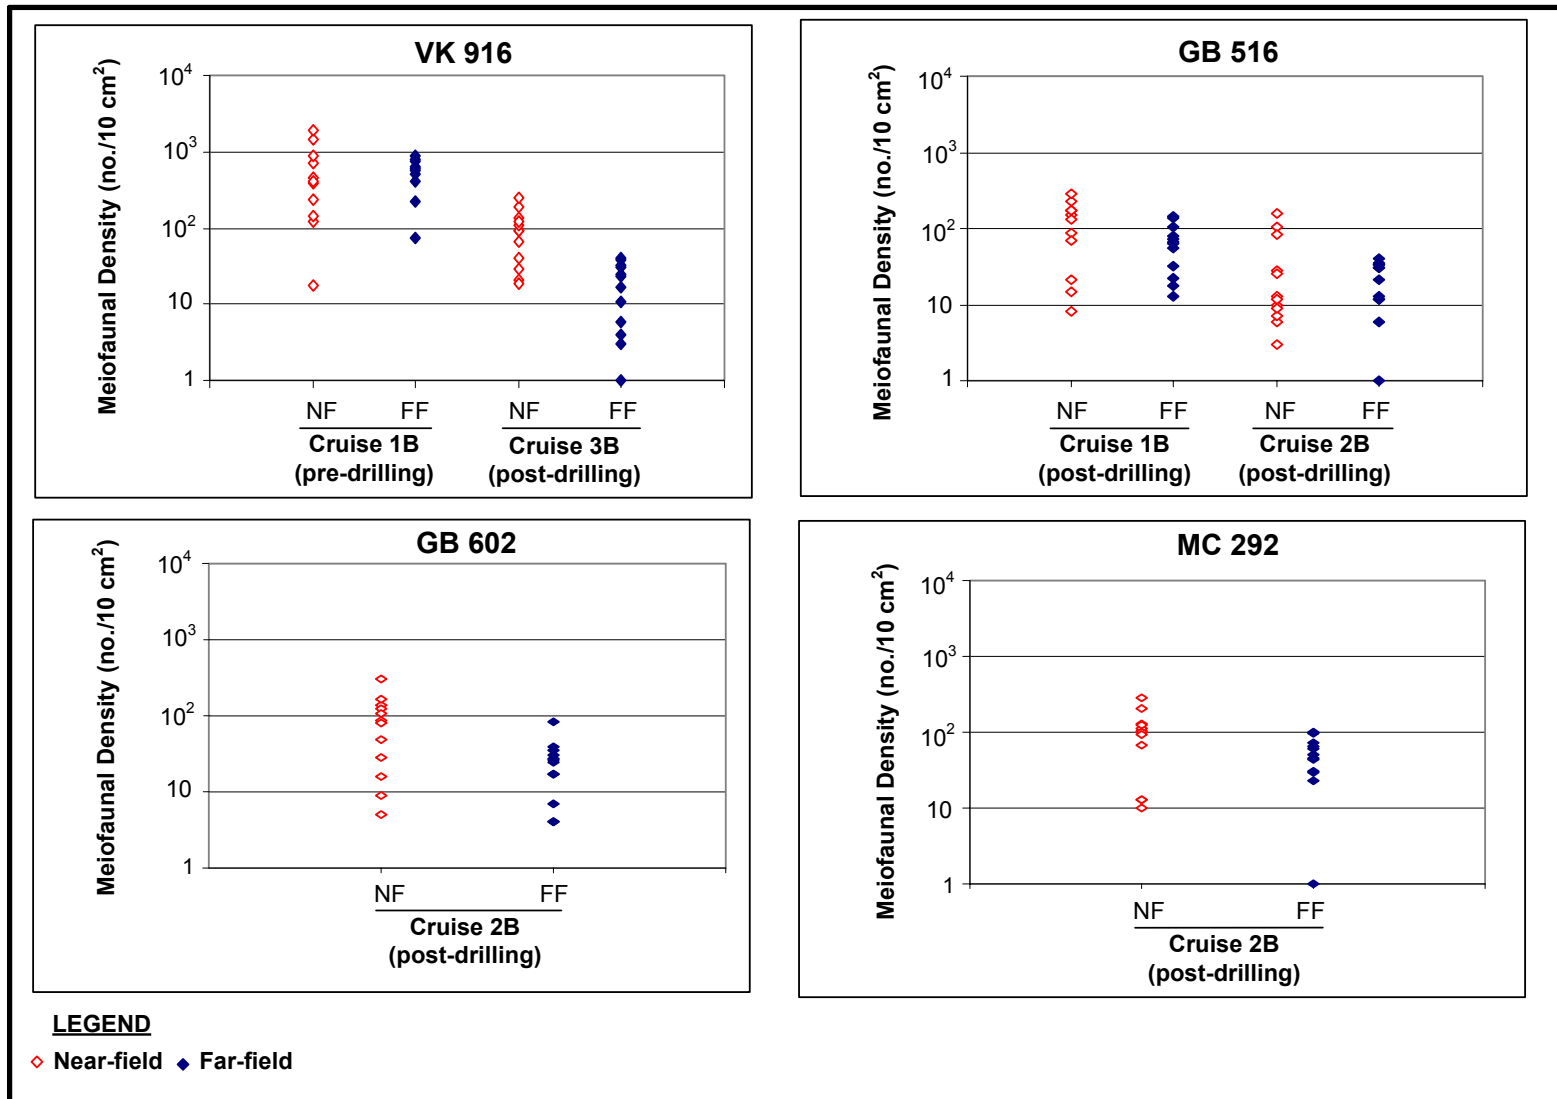 VK 916
Meiofaunal Density (no./10 cm²)
10⁴
10³
10²
10
1
NF FF NF FF
Cruise 1B Cruise 3B
(pre-drilling) (post-drilling)
GB 516
Meiofaunal Density (no./10 cm²)
10⁴
10³
10²
10
1
NF FF NF FF
Cruise 1B Cruise 2B
(post-drilling) (post-drilling)
GB 602
Meiofaunal Density (no./10 cm²)
10⁴
10³
10²
10
1
NF FF
Cruise 2B
(post-drilling)
MC 292
Meiofaunal Density (no./10 cm²)
10⁴
10³
10²
10
1
NF FF
Cruise 2B
(post-drilling)
LEGEND
Near-field Far-field